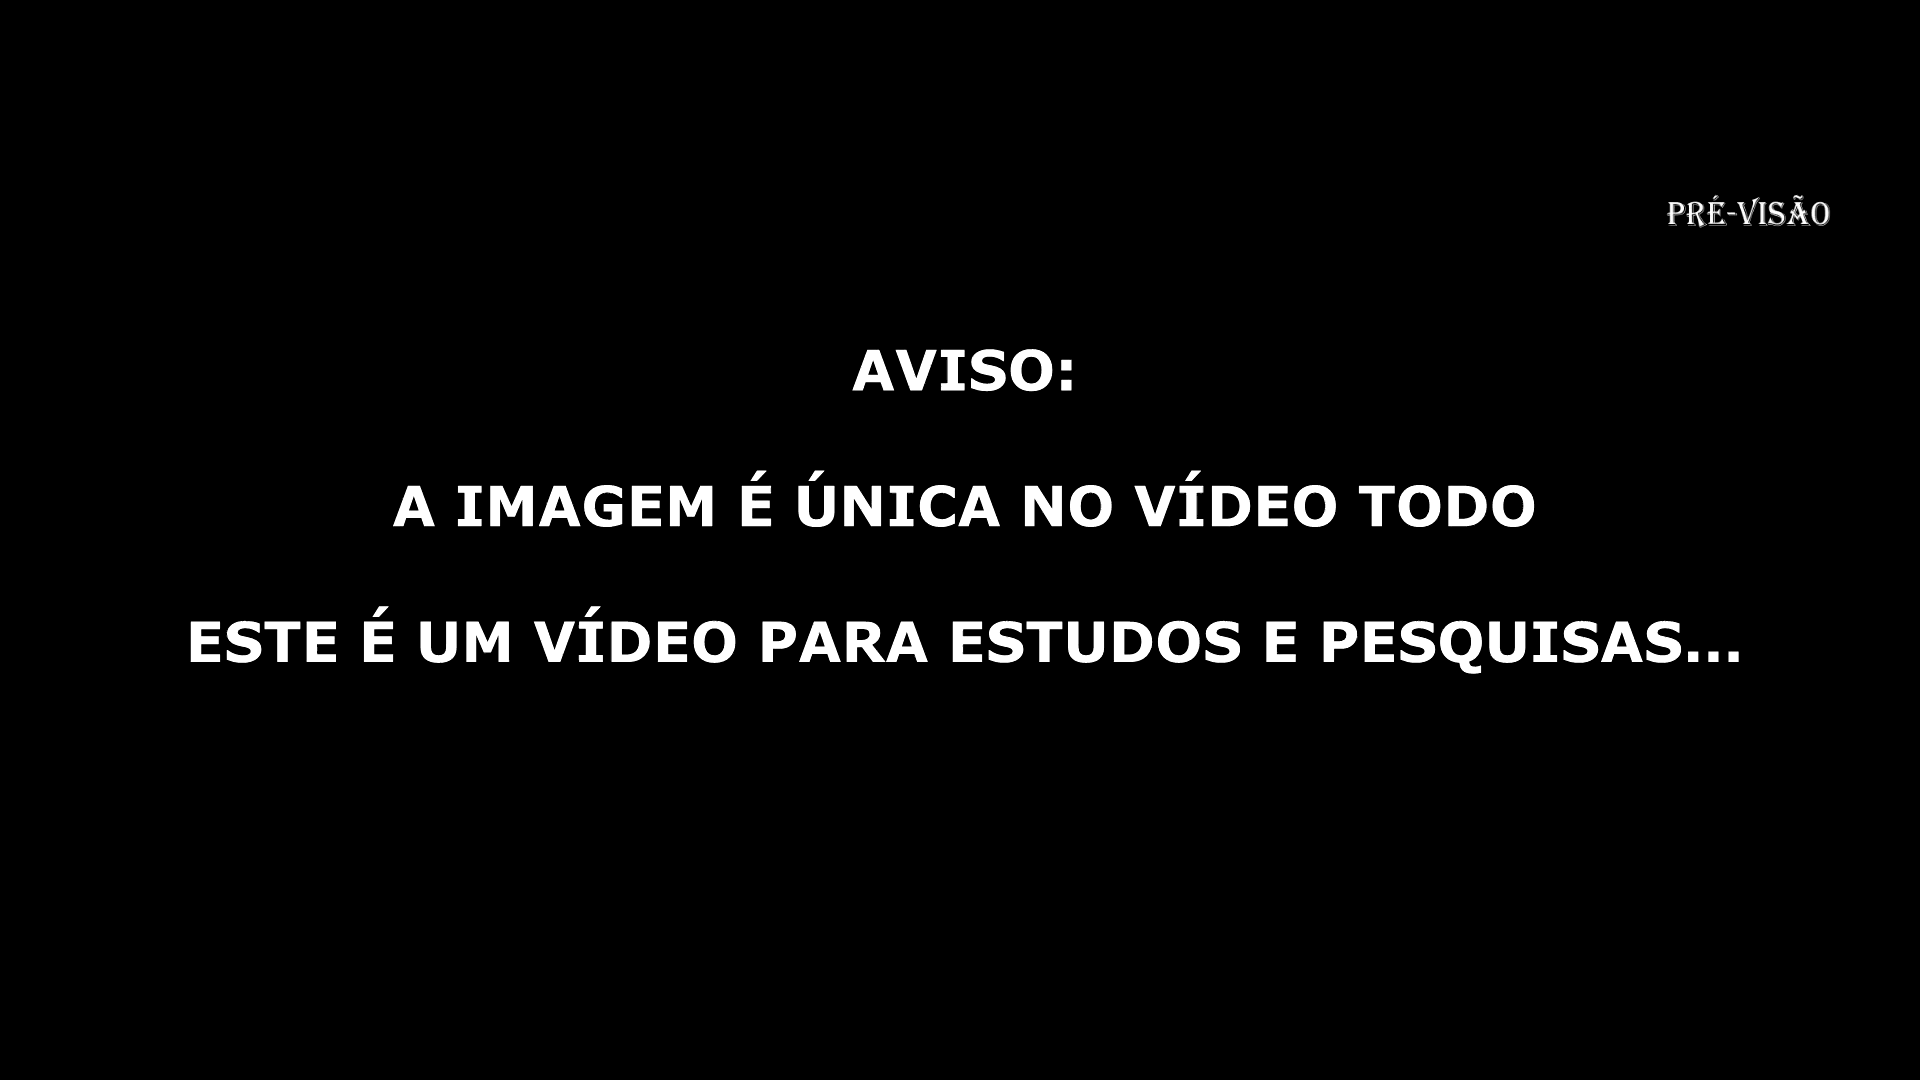 PRÉ-VISÃO
AVISO:
A IMAGEM É ÚNICA NO VÍDEO TODO
ESTE É UM VÍDEO PARA ESTUDOS E PESQUISAS...